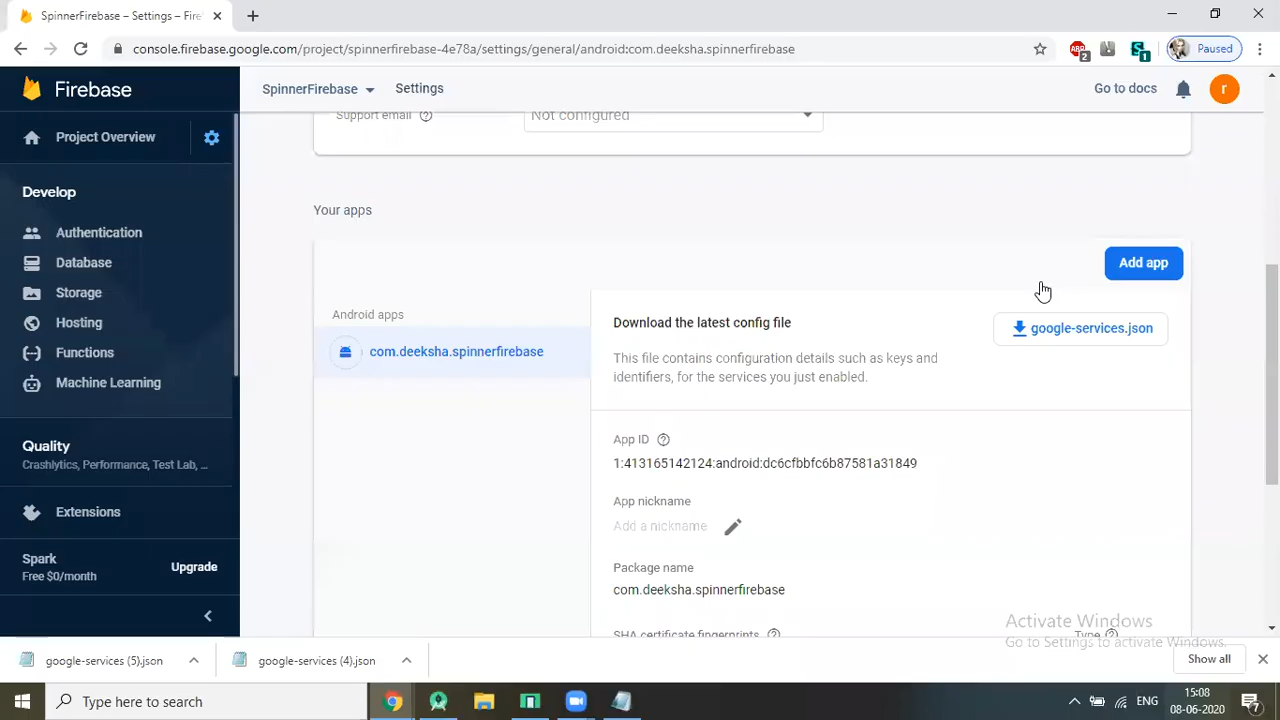 SpinnerFirebase – Settings – Fire
console.firebase.google.com/project/spinnerfirebase-4e78a/settings/general/android:com.deeksha.spinnerfirebase
ABP
2
1
Paused
Firebase
SpinnerFirebase
Settings
Go to docs
r
Support email
Not configured
Project Overview
Develop
Authentication
Database
Storage
Hosting
Functions
Machine Learning
Quality
Crashlytics, Performance, Test Lab, ...
Extensions
Spark
Free $0/month
Upgrade
Your apps
Add app
Android apps
com.deeksha.spinnerfirebase
Download the latest config file
google-services.json
This file contains configuration details such as keys and
identifiers, for the services you just enabled.
App ID
1:413165142124:android:dc6cfbbfc6b87581a31849
App nickname
Add a nickname
Package name
com.deeksha.spinnerfirebase
SHA certificate fingerprints
Type
Activate Windows
Go to Settings to activate Windows.
google-services (5).json
google-services (4).json
Show all
Type here to search
ENG
15:08
08-06-2020
7